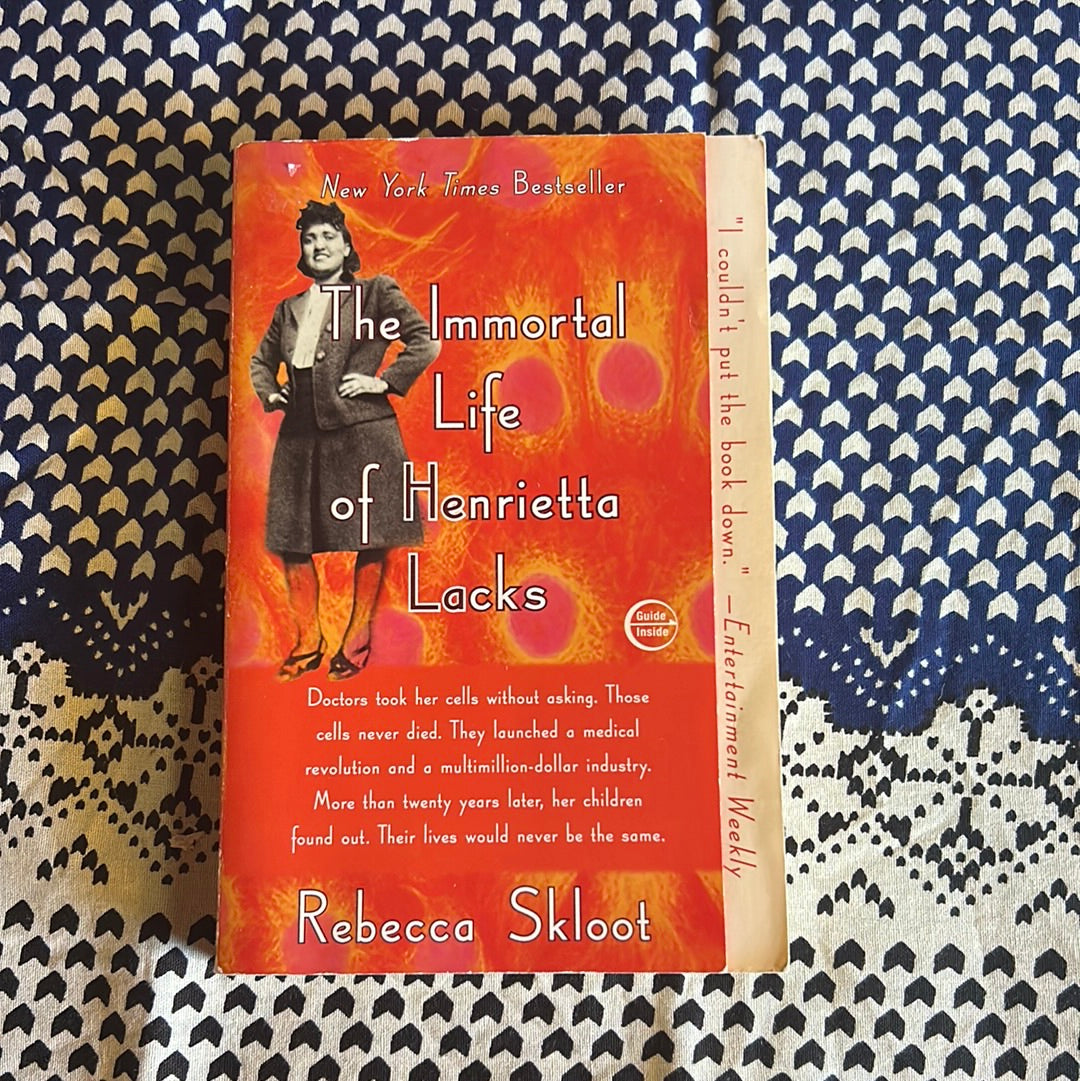 New York Times Bestseller
The Immortal
Life
of Henrietta
Lacks
Guide
Inside
Doctors took her cells without asking. Those
cells never died. They launched a medical
revolution and a multimillion-dollar industry.
More than twenty years later, her children
found out. Their lives would never be the same.
Rebecca Skloot
"I couldn't put the book down." —Entertainment Weekly